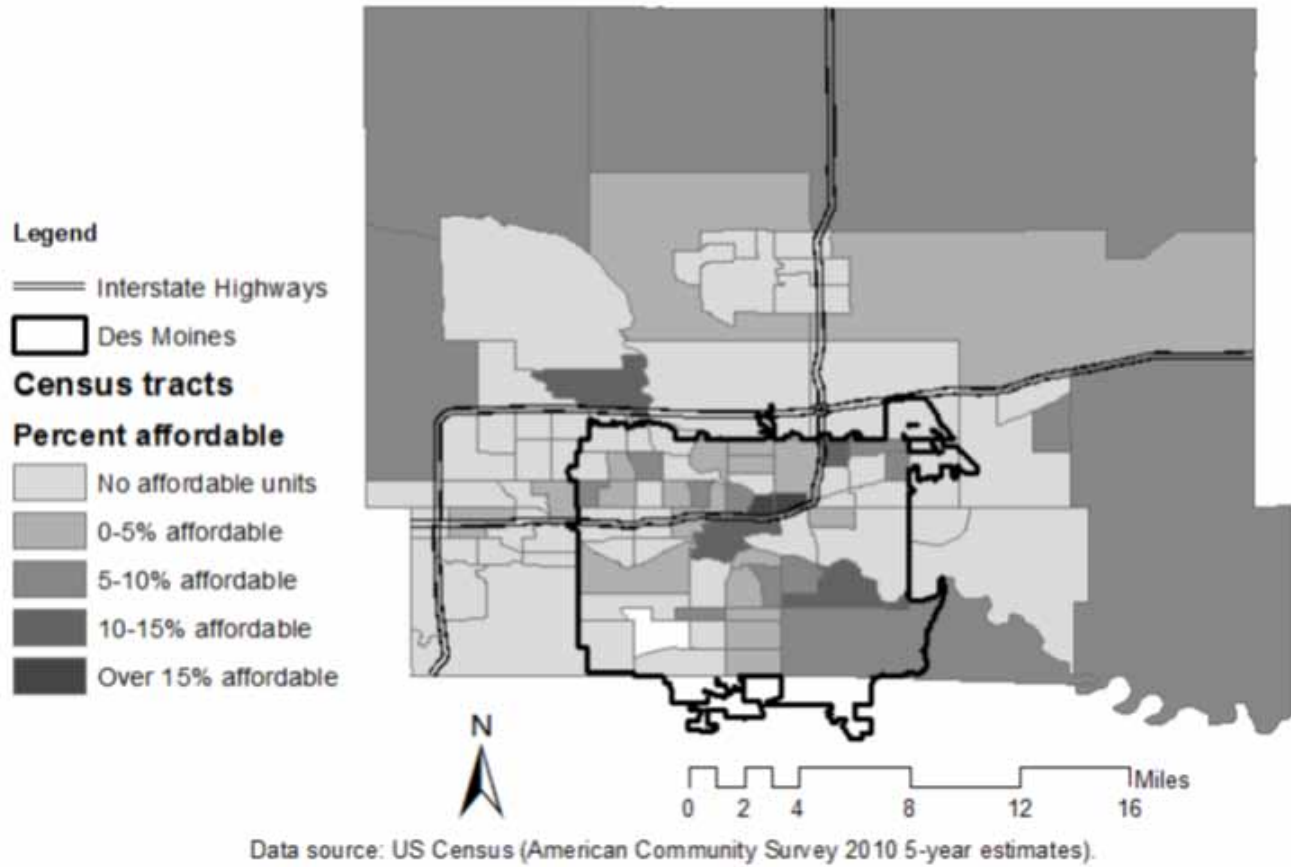 Legend
Interstate Highways
Des Moines
Census tracts
Percent affordable
No affordable units
0-5% affordable
5-10% affordable
10-15% affordable
Over 15% affordable
N
Miles
0 2 4 8 12 16
Data source: US Census (American Community Survey 2010 5-year estimates).